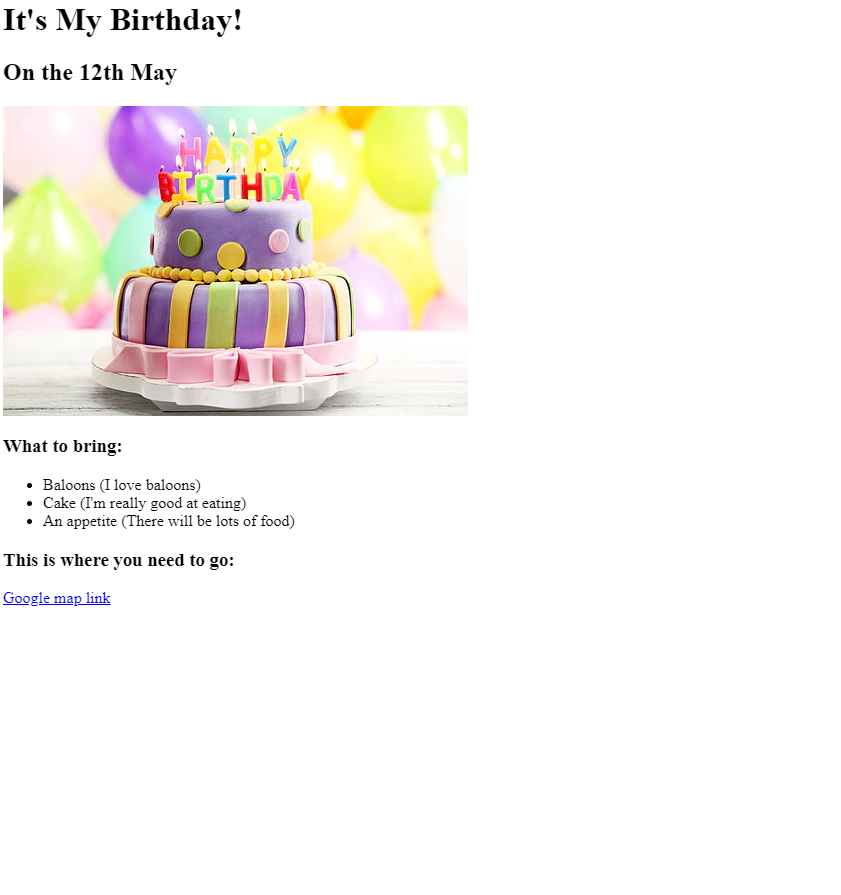 It's My Birthday!
On the 12th May
HAPPY
BIRTHDAY
What to bring:
Baloons (I love baloons)
Cake (I'm really good at eating)
An appetite (There will be lots of food)
This is where you need to go:
Google map link